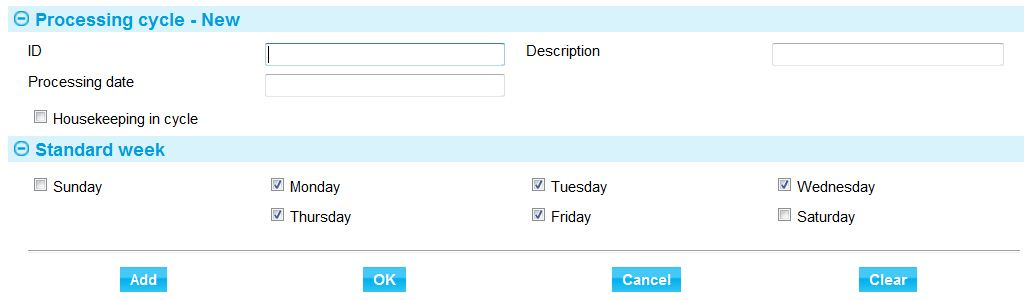 Processing cycle - New
ID Description
Processing date
Housekeeping in cycle
Standard week
Sunday Monday Tuesday Wednesday
Thursday Friday Saturday
Add OK Cancel Clear